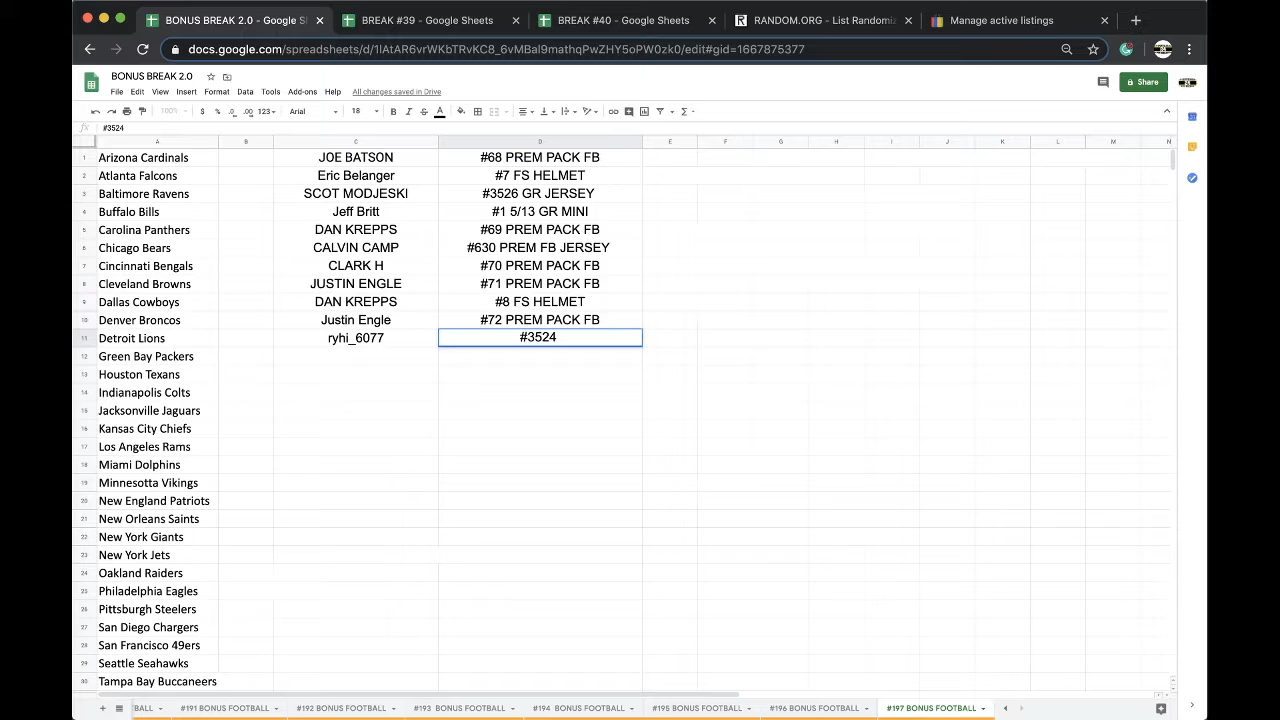 BONUS BREAK 2.0 - Google S
BREAK #39 - Google Sheets
BREAK #40 - Google Sheets
RANDOM.ORG - List Randomiz
Manage active listings
docs.google.com/spreadsheets/d/1IAtAR6vrWKbTRvKC8_6vMBal9mathqPwZHY5oPW0zk0/edit#gid=1667875377
BONUS BREAK 2.0
File Edit View Insert Format Data Tools Add-ons Help All changes saved in Drive
Share
100% $ % .0 .00 123 Arial 18 B I S A
fx #3524
A B C D E F G H I J K L M N
1 Arizona Cardinals JOE BATSON #68 PREM PACK FB
2 Atlanta Falcons Eric Belanger #7 FS HELMET
3 Baltimore Ravens SCOT MODJESKI #3526 GR JERSEY
4 Buffalo Bills Jeff Britt #1 5/13 GR MINI
5 Carolina Panthers DAN KREPPS #69 PREM PACK FB
6 Chicago Bears CALVIN CAMP #630 PREM FB JERSEY
7 Cincinnati Bengals CLARK H #70 PREM PACK FB
8 Cleveland Browns JUSTIN ENGLE #71 PREM PACK FB
9 Dallas Cowboys DAN KREPPS #8 FS HELMET
10 Denver Broncos Justin Engle #72 PREM PACK FB
11 Detroit Lions ryhi_6077 #3524
12 Green Bay Packers
13 Houston Texans
14 Indianapolis Colts
15 Jacksonville Jaguars
16 Kansas City Chiefs
17 Los Angeles Rams
18 Miami Dolphins
19 Minnesotta Vikings
20 New England Patriots
21 New Orleans Saints
22 New York Giants
23 New York Jets
24 Oakland Raiders
25 Philadelphia Eagles
26 Pittsburgh Steelers
27 San Diego Chargers
28 San Francisco 49ers
29 Seattle Seahawks
30 Tampa Bay Buccaneers
BALL #191 BONUS FOOTBALL #192 BONUS FOOTBALL #193 BONUS FOOTBALL #194 BONUS FOOTBALL #195 BONUS FOOTBALL #196 BONUS FOOTBALL #197 BONUS FOOTBALL